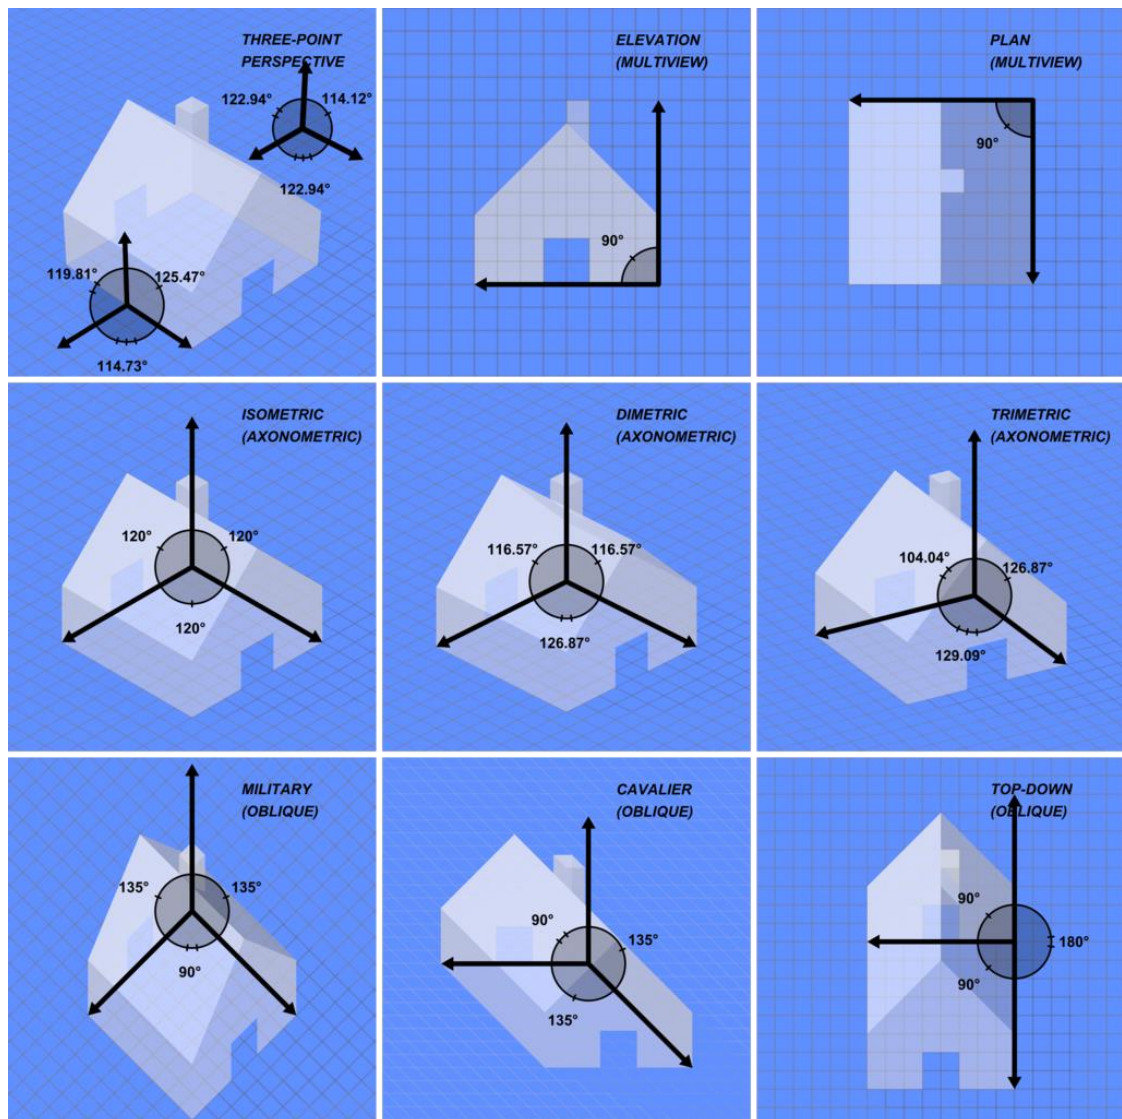 THREE-POINT
PERSPECTIVE
122.94°
114.12°
122.94°
119.81°
125.47°
114.73°
ELEVATION
(MULTIVIEW)
90°
PLAN
(MULTIVIEW)
90°
ISOMETRIC
(AXONOMETRIC)
120°
120°
120°
DIMETRIC
(AXONOMETRIC)
116.57°
116.57°
126.87°
TRIMETRIC
(AXONOMETRIC)
104.04°
126.87°
129.09°
MILITARY
(OBLIQUE)
135°
135°
90°
CAVALIER
(OBLIQUE)
90°
135°
135°
TOP-DOWN
(OBLIQUE)
90°
180°
90°